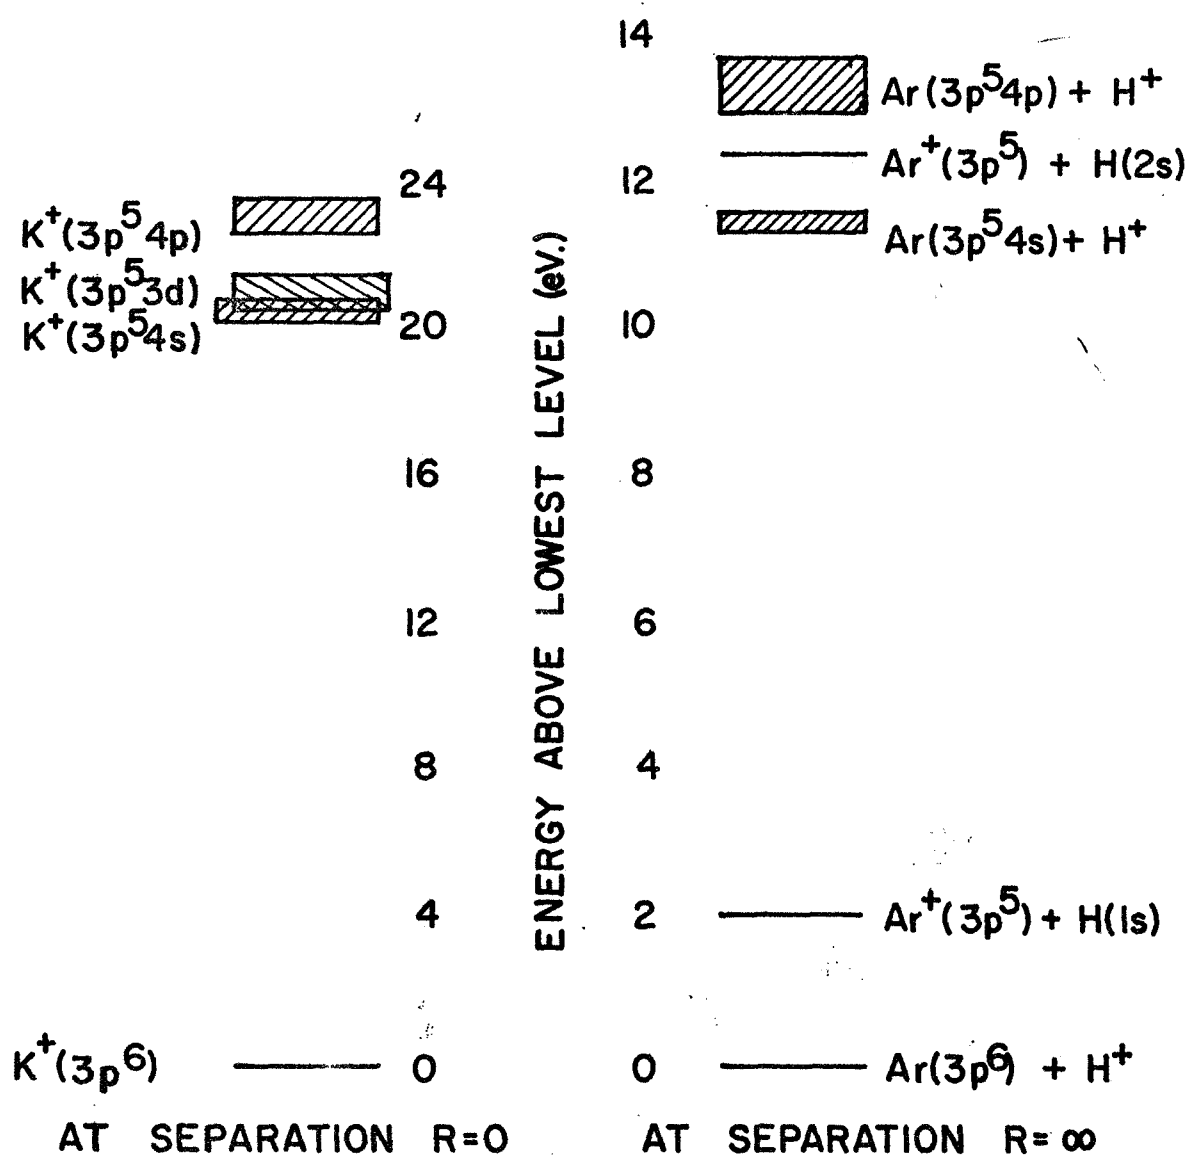 14
Ar(3p⁵4p) + H⁺
Ar⁺(3p⁵) + H(2s)
24
12
K⁺(3p⁵4p)
Ar(3p⁵4s) + H⁺
K⁺(3p⁵3d)
K⁺(3p⁵4s)
20
10
16
8
ENERGY ABOVE LOWEST LEVEL (eV.)
12
6
8
4
4
2
Ar⁺(3p⁵) + H(1s)
K⁺(3p⁶)
0
0
Ar(3p⁶) + H⁺
AT SEPARATION R=0
AT SEPARATION R=∞